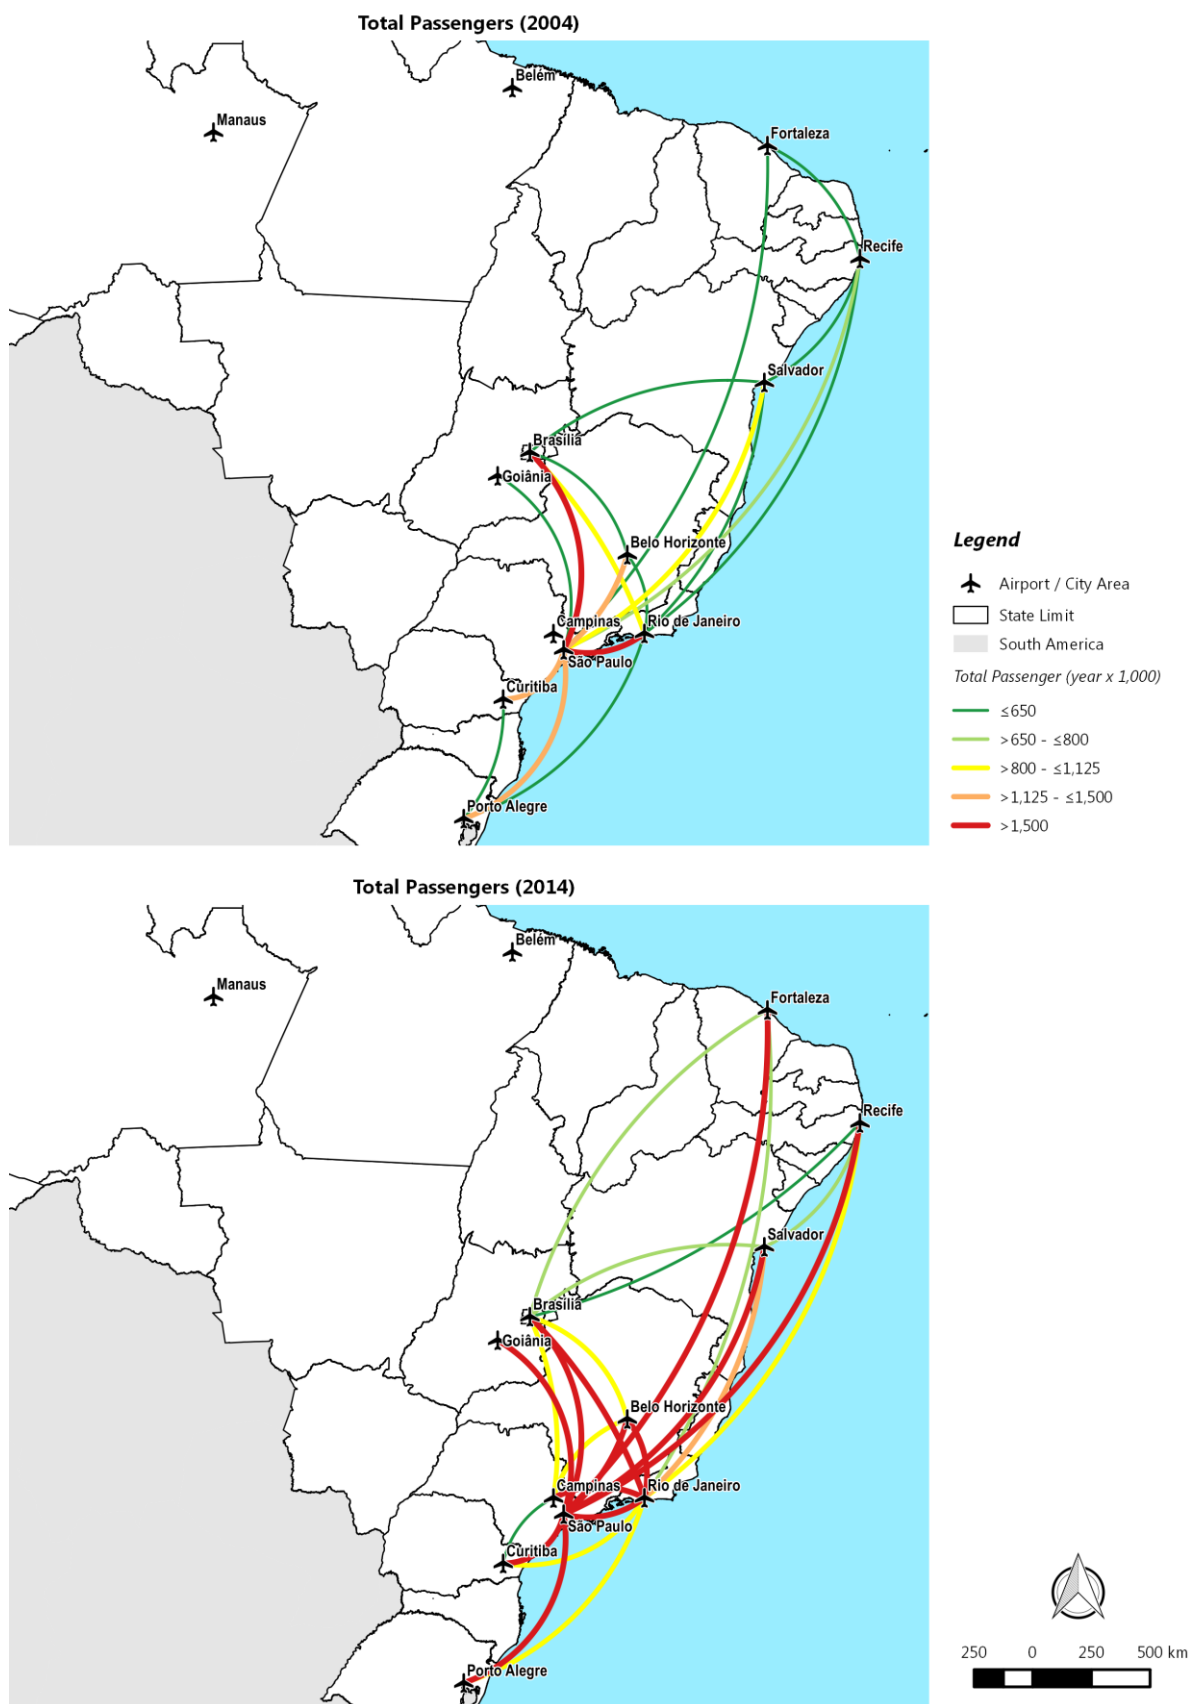 Total Passengers (2004)
Belém
Manaus
Fortaleza
Recife
Salvador
Brasilia
Goiânia
Belo Horizonte
Campinas
Rio de Janeiro
São Paulo
Curitiba
Porto Alegre
Legend
Airport / City Area
State Limit
South America
Total Passenger (year x 1,000)
≤650
>650 - ≤800
>800 - ≤1,125
>1,125 - ≤1,500
>1,500
Total Passengers (2014)
Belém
Manaus
Fortaleza
Recife
Salvador
Brasilia
Goiânia
Belo Horizonte
Campinas
Rio de Janeiro
São Paulo
Curitiba
Porto Alegre
250 0 250 500 km